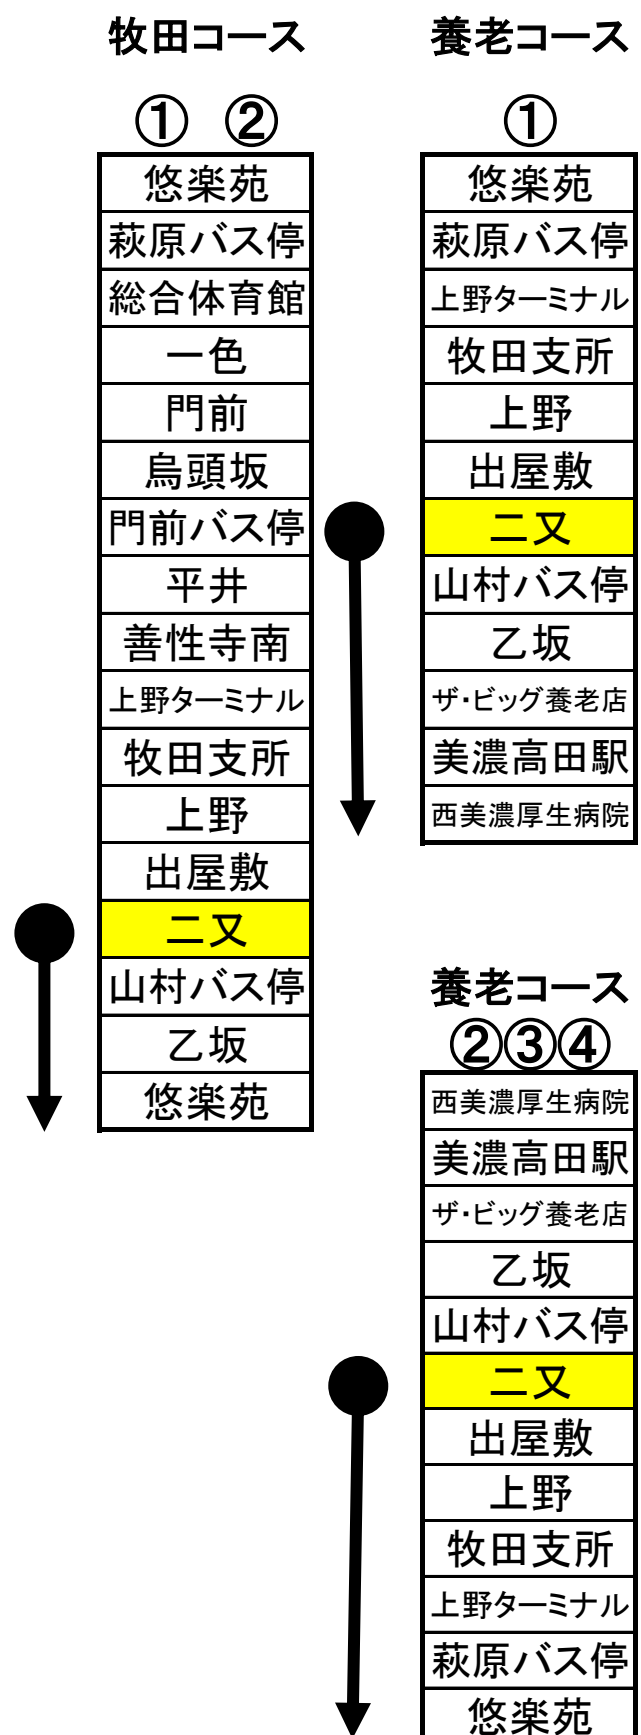 牧田コース
① ②
悠楽苑
萩原バス停
総合体育館
一色
門前
烏頭坂
門前バス停
平井
善性寺南
上野ターミナル
牧田支所
上野
出屋敷
二又
山村バス停
乙坂
悠楽苑
養老コース
①
悠楽苑
萩原バス停
上野ターミナル
牧田支所
上野
出屋敷
二又
山村バス停
乙坂
ザ・ビッグ養老店
美濃高田駅
西美濃厚生病院
養老コース
②③④
西美濃厚生病院
美濃高田駅
ザ・ビッグ養老店
乙坂
山村バス停
二又
出屋敷
上野
牧田支所
上野ターミナル
萩原バス停
悠楽苑